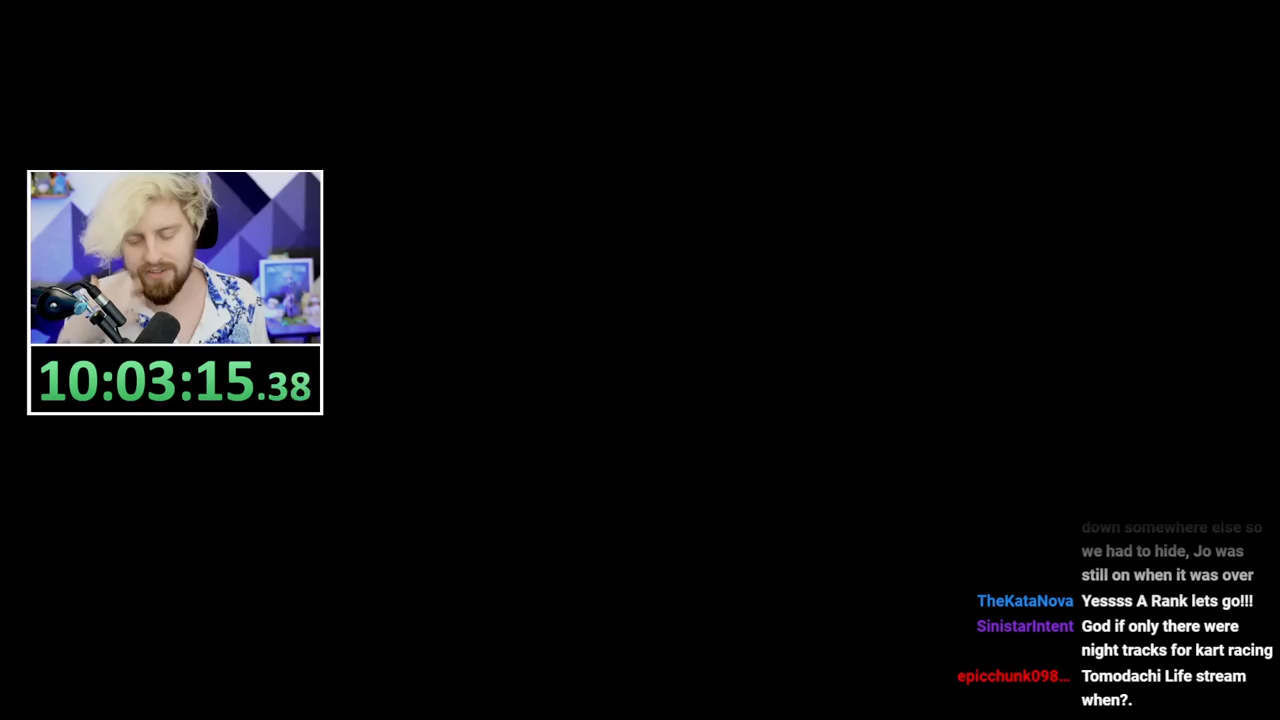 10:03:15.38
down somewhere else so
we had to hide, Jo was
still on when it was over
TheKataNova Yessss A Rank lets go!!!
SinistarIntent God if only there were
night tracks for kart racing
epicchunk098... Tomodachi Life stream
when?.